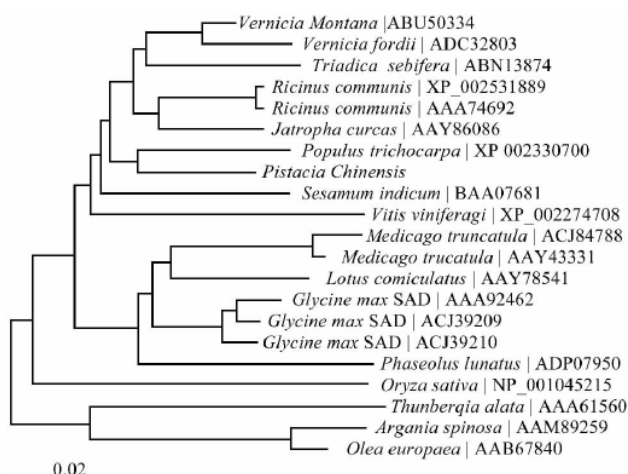 Vernicia Montana |ABU50334
Vernicia fordii | ADC32803
Triadica sebifera | ABN13874
Ricinus communis | XP_002531889
Ricinus communis | AAA74692
Jatropha curcas | AAY86086
Populus trichocarpa | XP 002330700
Pistacia Chinensis
Sesamum indicum | BAA07681
Vitis viniferagi | XP_002274708
Medicago truncatula | ACJ84788
Medicago trucatula | AAY43331
Lotus comiculatus | AAY78541
Glycine max SAD | AAA92462
Glycine max SAD | ACJ39209
Glycine max SAD | ACJ39210
Phaseolus lunatus | ADP07950
Oryza sativa | NP_001045215
Thunberqia alata | AAA61560
Argania spinosa | AAM89259
Olea europaea | AAB67840
0.02